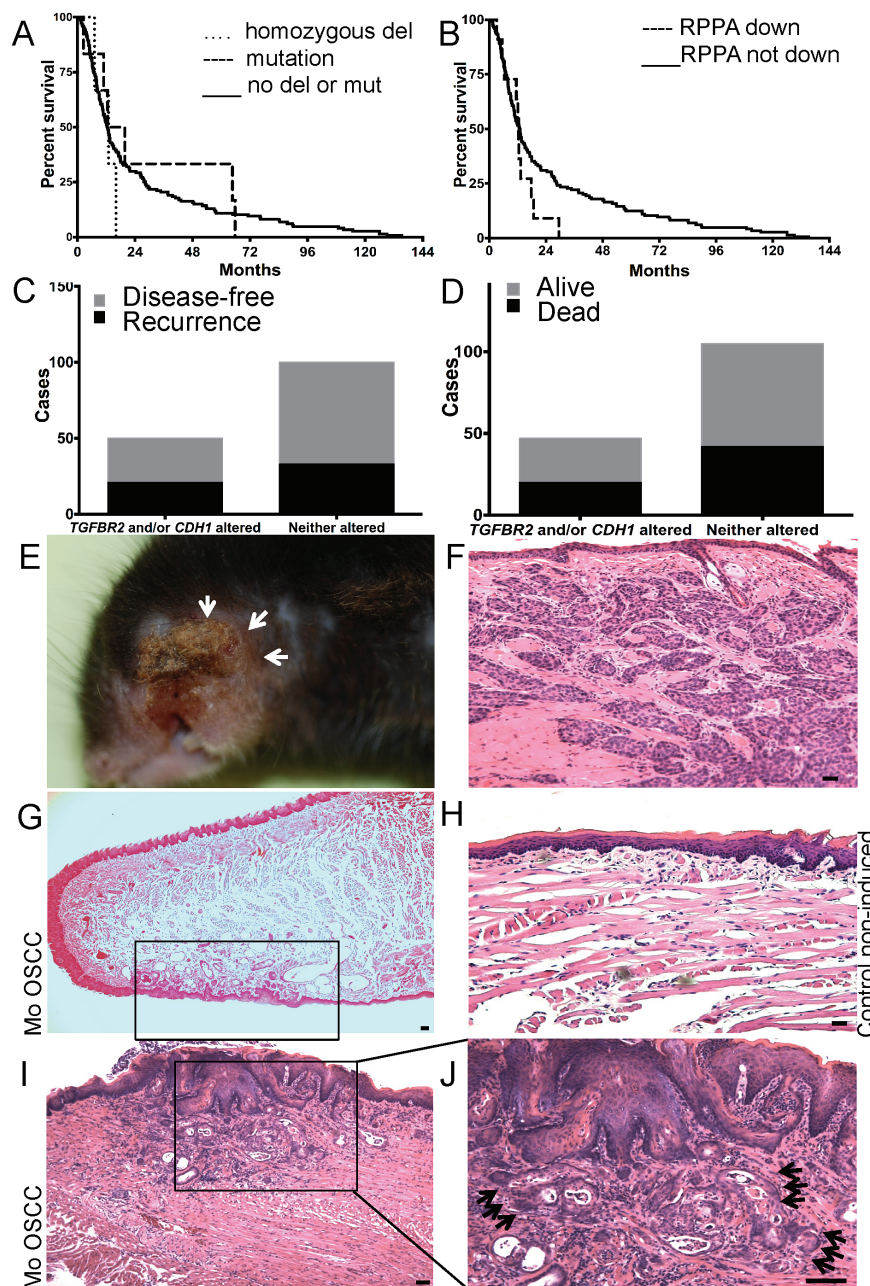 A
homozygous del
mutation
no del or mut
Percent survival
100
75
50
25
0
0 24 72 96 120 144
Months
B
RPPA down
RPPA not down
Percent survival
100
75
50
25
0
0 24 48 72 96 120 144
Months
C
Disease-free
Recurrence
Cases
150
100
50
0
TGFBR2 and/or CDH1 altered Neither altered
D
Alive
Dead
Cases
100
50
0
TGFBR2 and/or CDH1 altered Neither altered
E
F
G
Mo OSCC
H
Control non-induced
I
Mo OSCC
J